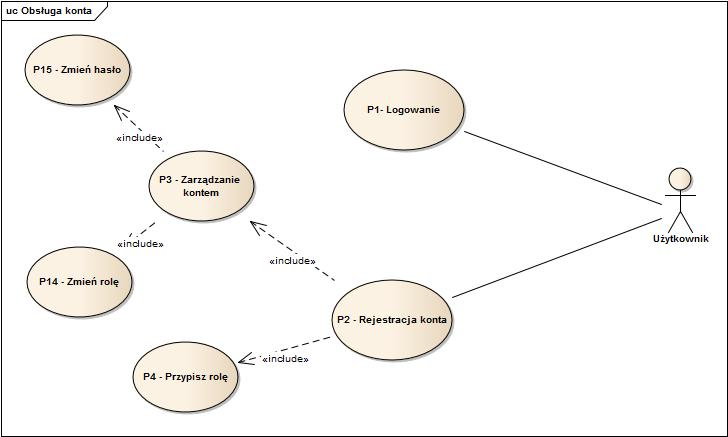 uc Obsługa konta
P15 - Zmień hasło
P1- Logowanie
«include»
P3 - Zarządzanie
kontem
Użytkownik
«include»
«include»
P14 - Zmień rolę
P2 - Rejestracja konta
«include»
P4 - Przypisz rolę